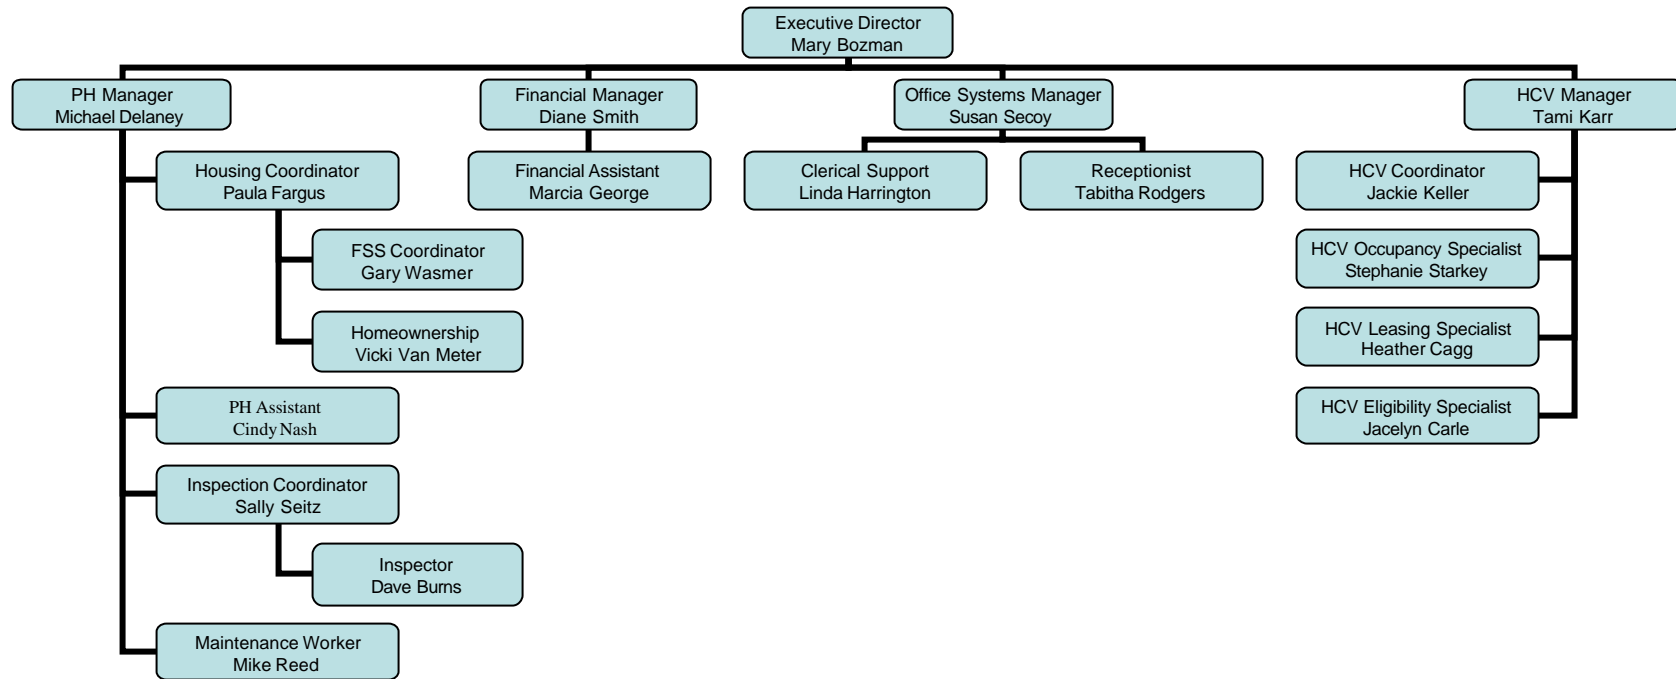 Executive Director
Mary Bozman
PH Manager
Michael Delaney
Financial Manager
Diane Smith
Office Systems Manager
Susan Secoy
HCV Manager
Tami Karr
Housing Coordinator
Paula Fargus
Financial Assistant
Marcia George
Clerical Support
Linda Harrington
Receptionist
Tabitha Rodgers
HCV Coordinator
Jackie Keller
FSS Coordinator
Gary Wasmer
HCV Occupancy Specialist
Stephanie Starkey
Homeownership
Vicki Van Meter
HCV Leasing Specialist
Heather Cagg
PH Assistant
Cindy Nash
HCV Eligibility Specialist
Jacelyn Carle
Inspection Coordinator
Sally Seitz
Inspector
Dave Burns
Maintenance Worker
Mike Reed